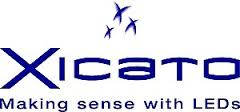 Xicato
Making sense with LEDs